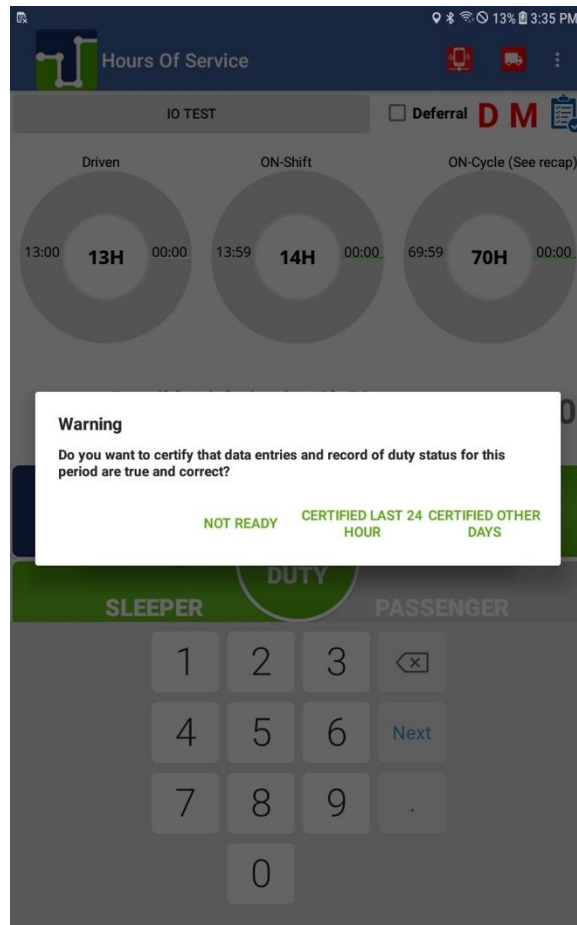 13% 3:35 PM
Hours Of Service
IO TEST
Deferral D M
Driven
ON-Shift
ON-Cycle (See recap)
13:00 13H 00:00
13:59 14H 00:00
69:59 70H 00:00
0
Warning
Do you want to certify that data entries and record of duty status for this
period are true and correct?
NOT READY
CERTIFIED LAST 24
HOUR
CERTIFIED OTHER
DAYS
DUTY
SLEEPER
PASSENGER
1 2 3
4 5 6 Next
7 8 9 .
0